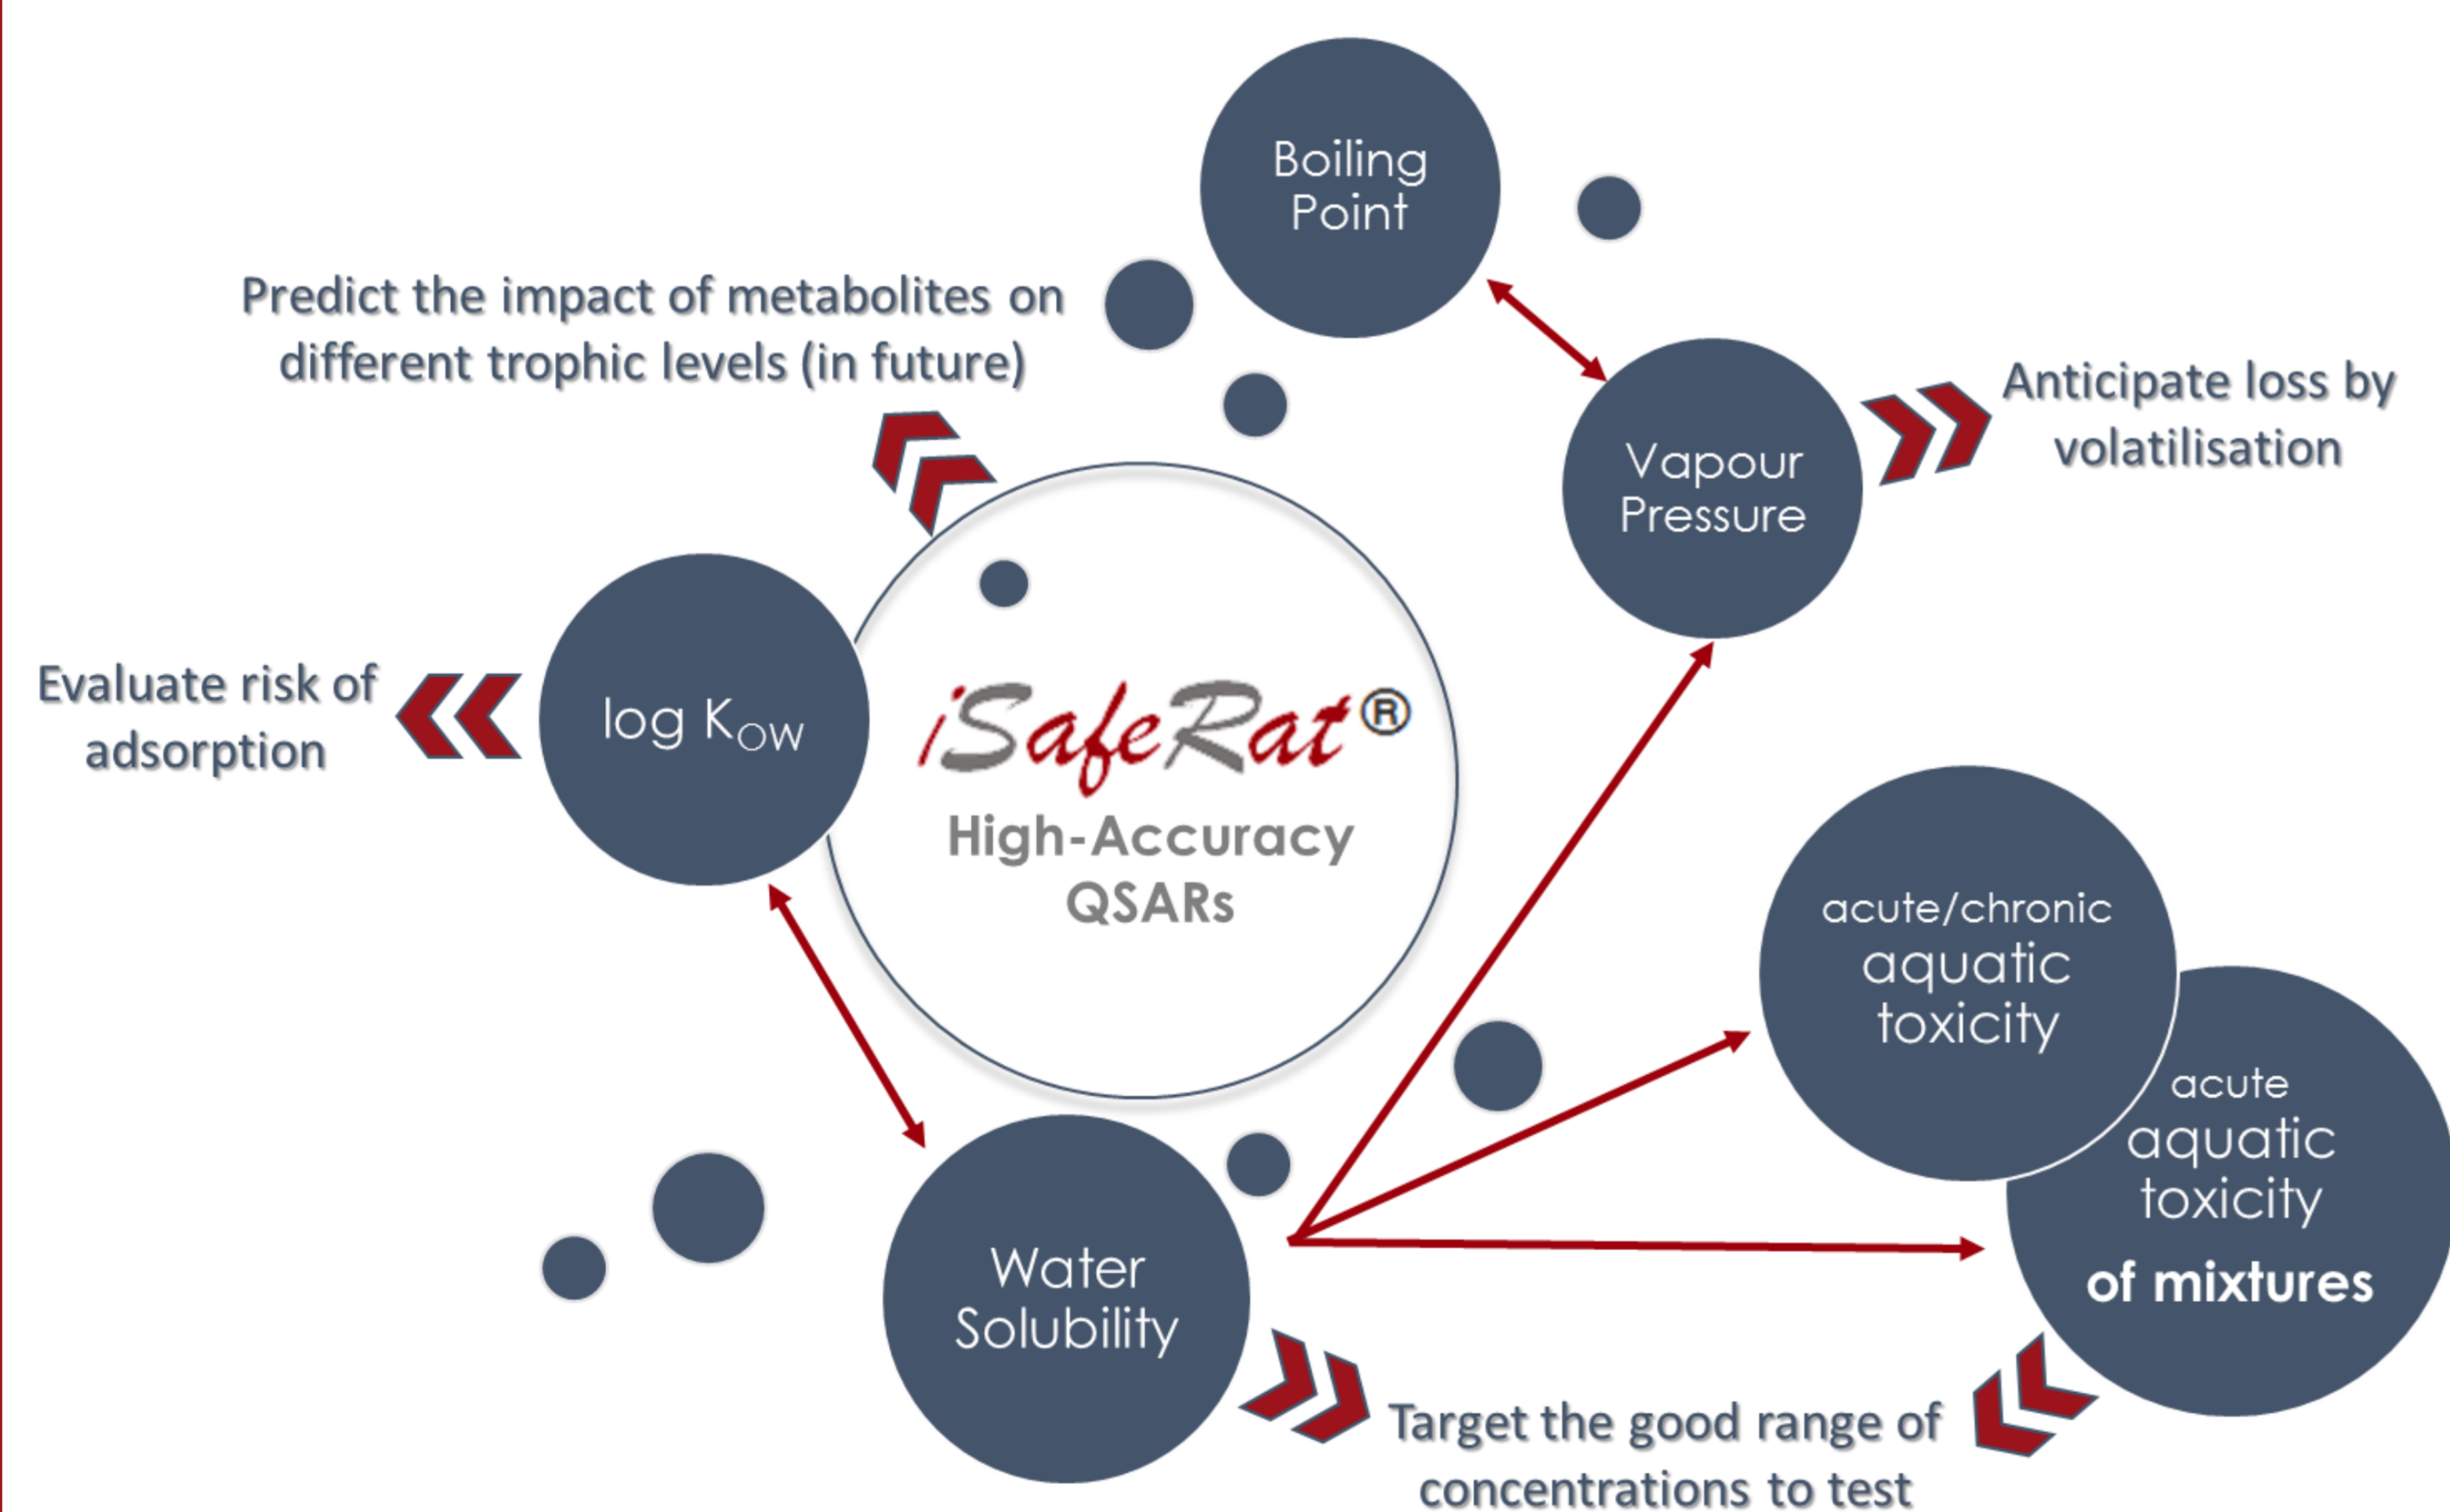 Boiling
Point
Predict the impact of metabolites on
different trophic levels (in future)
Vapour
Pressure
Anticipate loss by
volatilisation
Evaluate risk of
adsorption
log KOW
iSafeRat®
High-Accuracy
QSARs
acute/chronic
aquatic
toxicity
acute
aquatic
toxicity
of mixtures
Water
Solubility
Target the good range of
concentrations to test